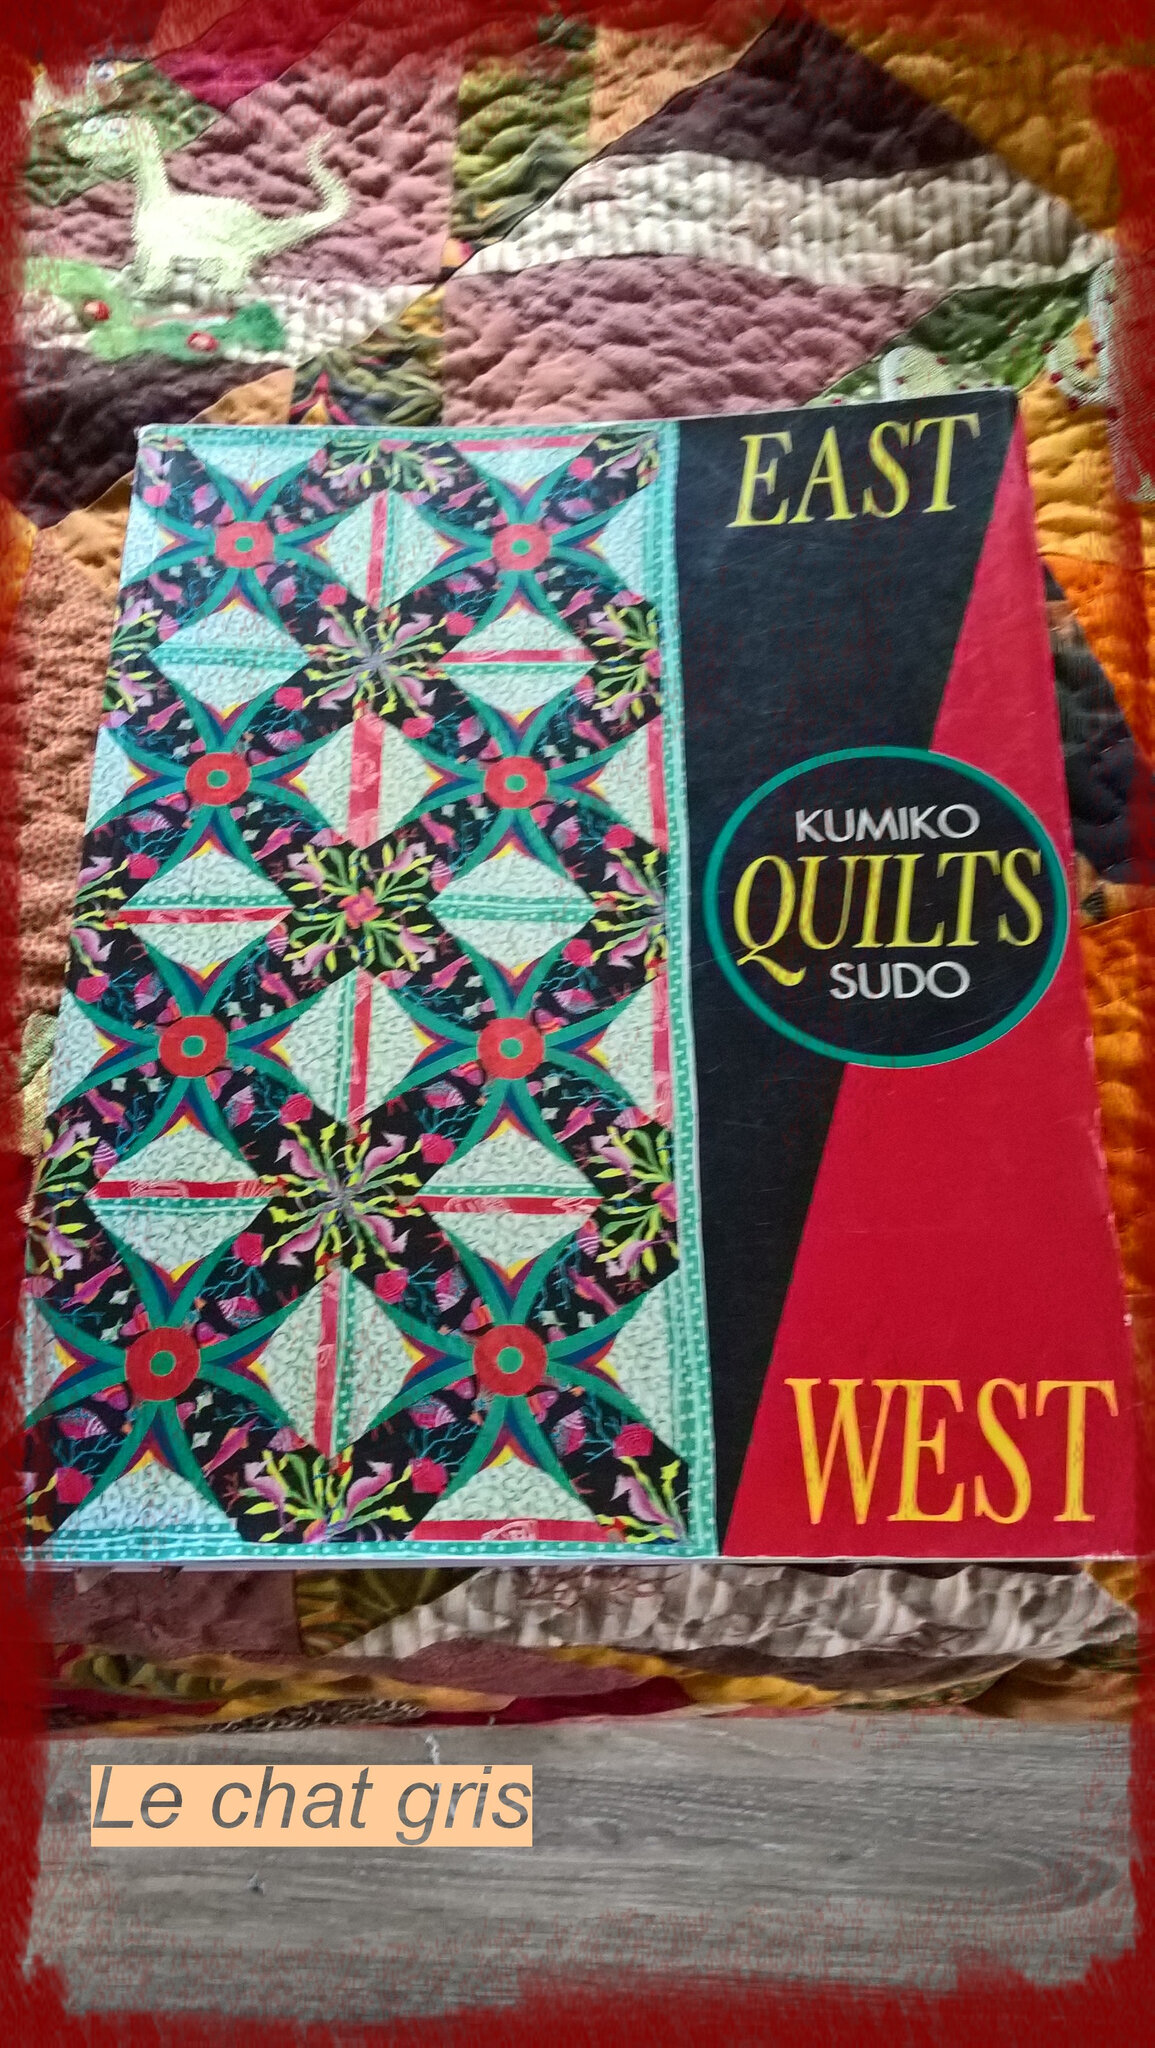 EAST
KUMIKO
QUILTS
SUDO
WEST
Le chat gris